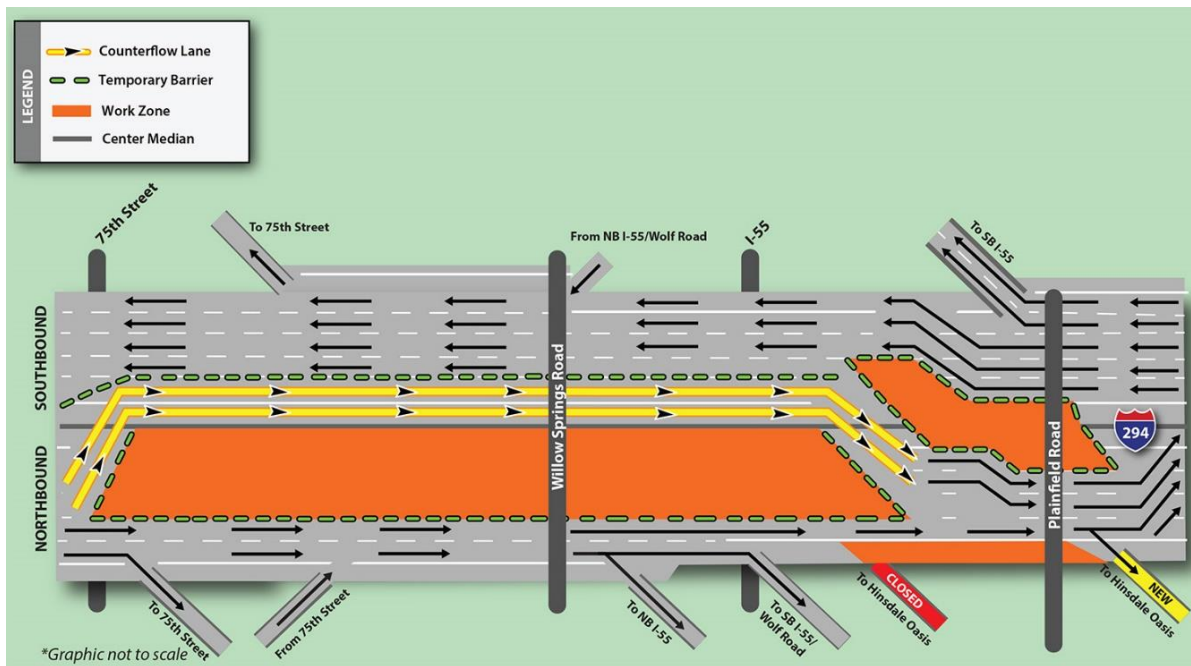 LEGEND
Counterflow Lane
Temporary Barrier
Work Zone
Center Median
75th Street
To 75th Street
From NB I-55/Wolf Road
I-55
To SB I-55
SOUTHBOUND
NORTHBOUND
Willow Springs Road
Plainfield Road
294
To 75th Street
From 75th Street
To NB I-55
To SB I-55/
Wolf Road
CLOSED
To Hinsdale Oasis
NEW
To Hinsdale Oasis
*Graphic not to scale